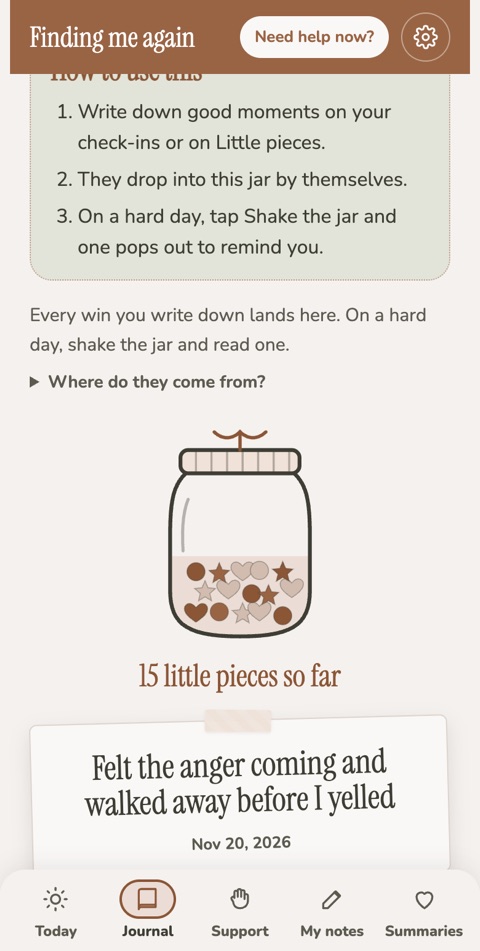 Finding me again
Need help now?
How to use this
1. Write down good moments on your
check-ins or on Little pieces.
2. They drop into this jar by themselves.
3. On a hard day, tap Shake the jar and
one pops out to remind you.
Every win you write down lands here. On a hard
day, shake the jar and read one.
Where do they come from?
15 little pieces so far
Felt the anger coming and
walked away before I yelled
Nov 20, 2026
Today
Journal
Support
My notes
Summaries